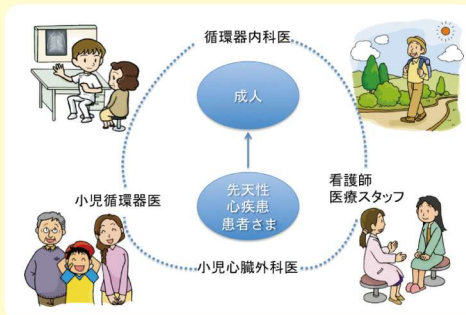 循環器内科医
成人
小児循環器医
先天性
心疾患
患者さま
看護師
医療スタッフ
小児心臓外科医